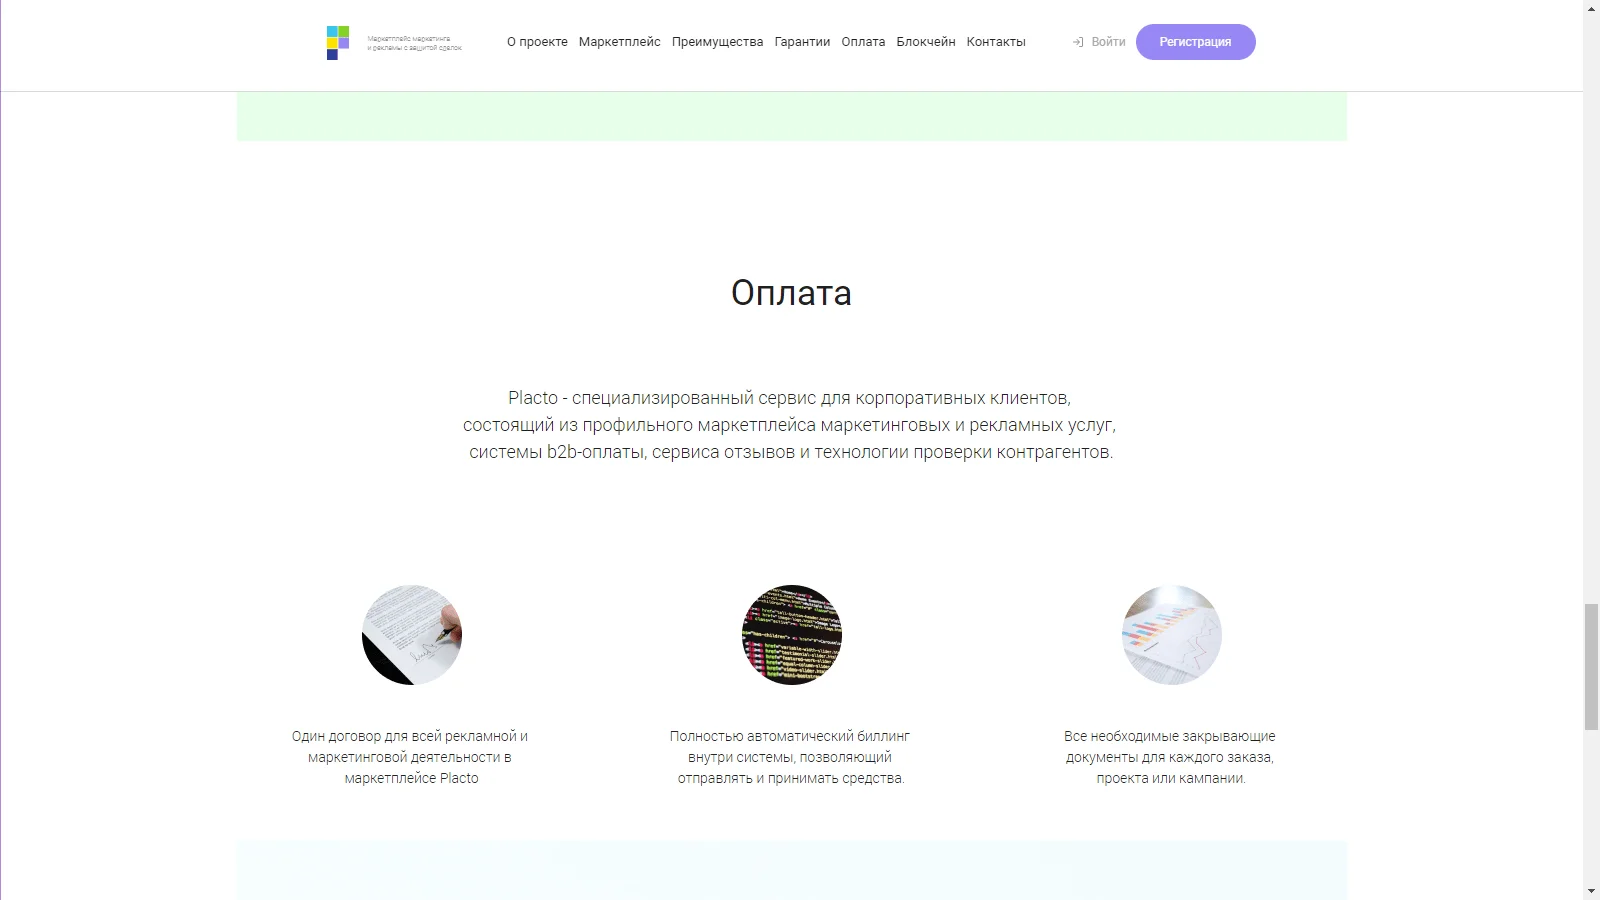 Маркетплейс маркетинга
и рекламы с защитой сделок
О проекте Маркетплейс Преимущества Гарантии Оплата Блокчейн Контакты
Войти
Регистрация
Оплата
Placto - специализированный сервис для корпоративных клиентов,
состоящий из профильного маркетплейса маркетинговых и рекламных услуг,
системы b2b-оплаты, сервиса отзывов и технологии проверки контрагентов.
Один договор для всей рекламной и
маркетинговой деятельности в
маркетплейсе Placto
Полностью автоматический биллинг
внутри системы, позволяющий
отправлять и принимать средства.
Все необходимые закрывающие
документы для каждого заказа,
проекта или кампании.